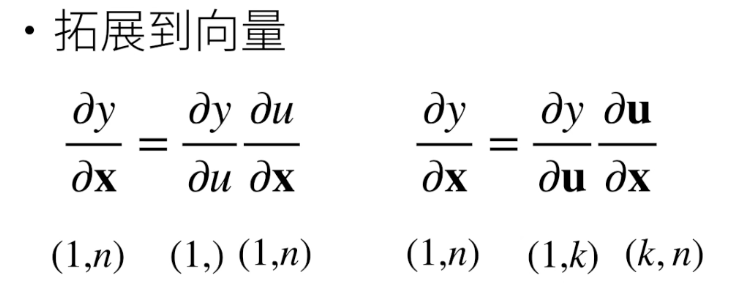 • 拓展到向量
∂y/∂𝐱 = ∂y/∂u ∂u/∂𝐱    ∂y/∂𝐱 = ∂y/∂𝐮 ∂𝐮/∂𝐱
(1,n) (1,) (1,n)    (1,n) (1,k) (k, n)